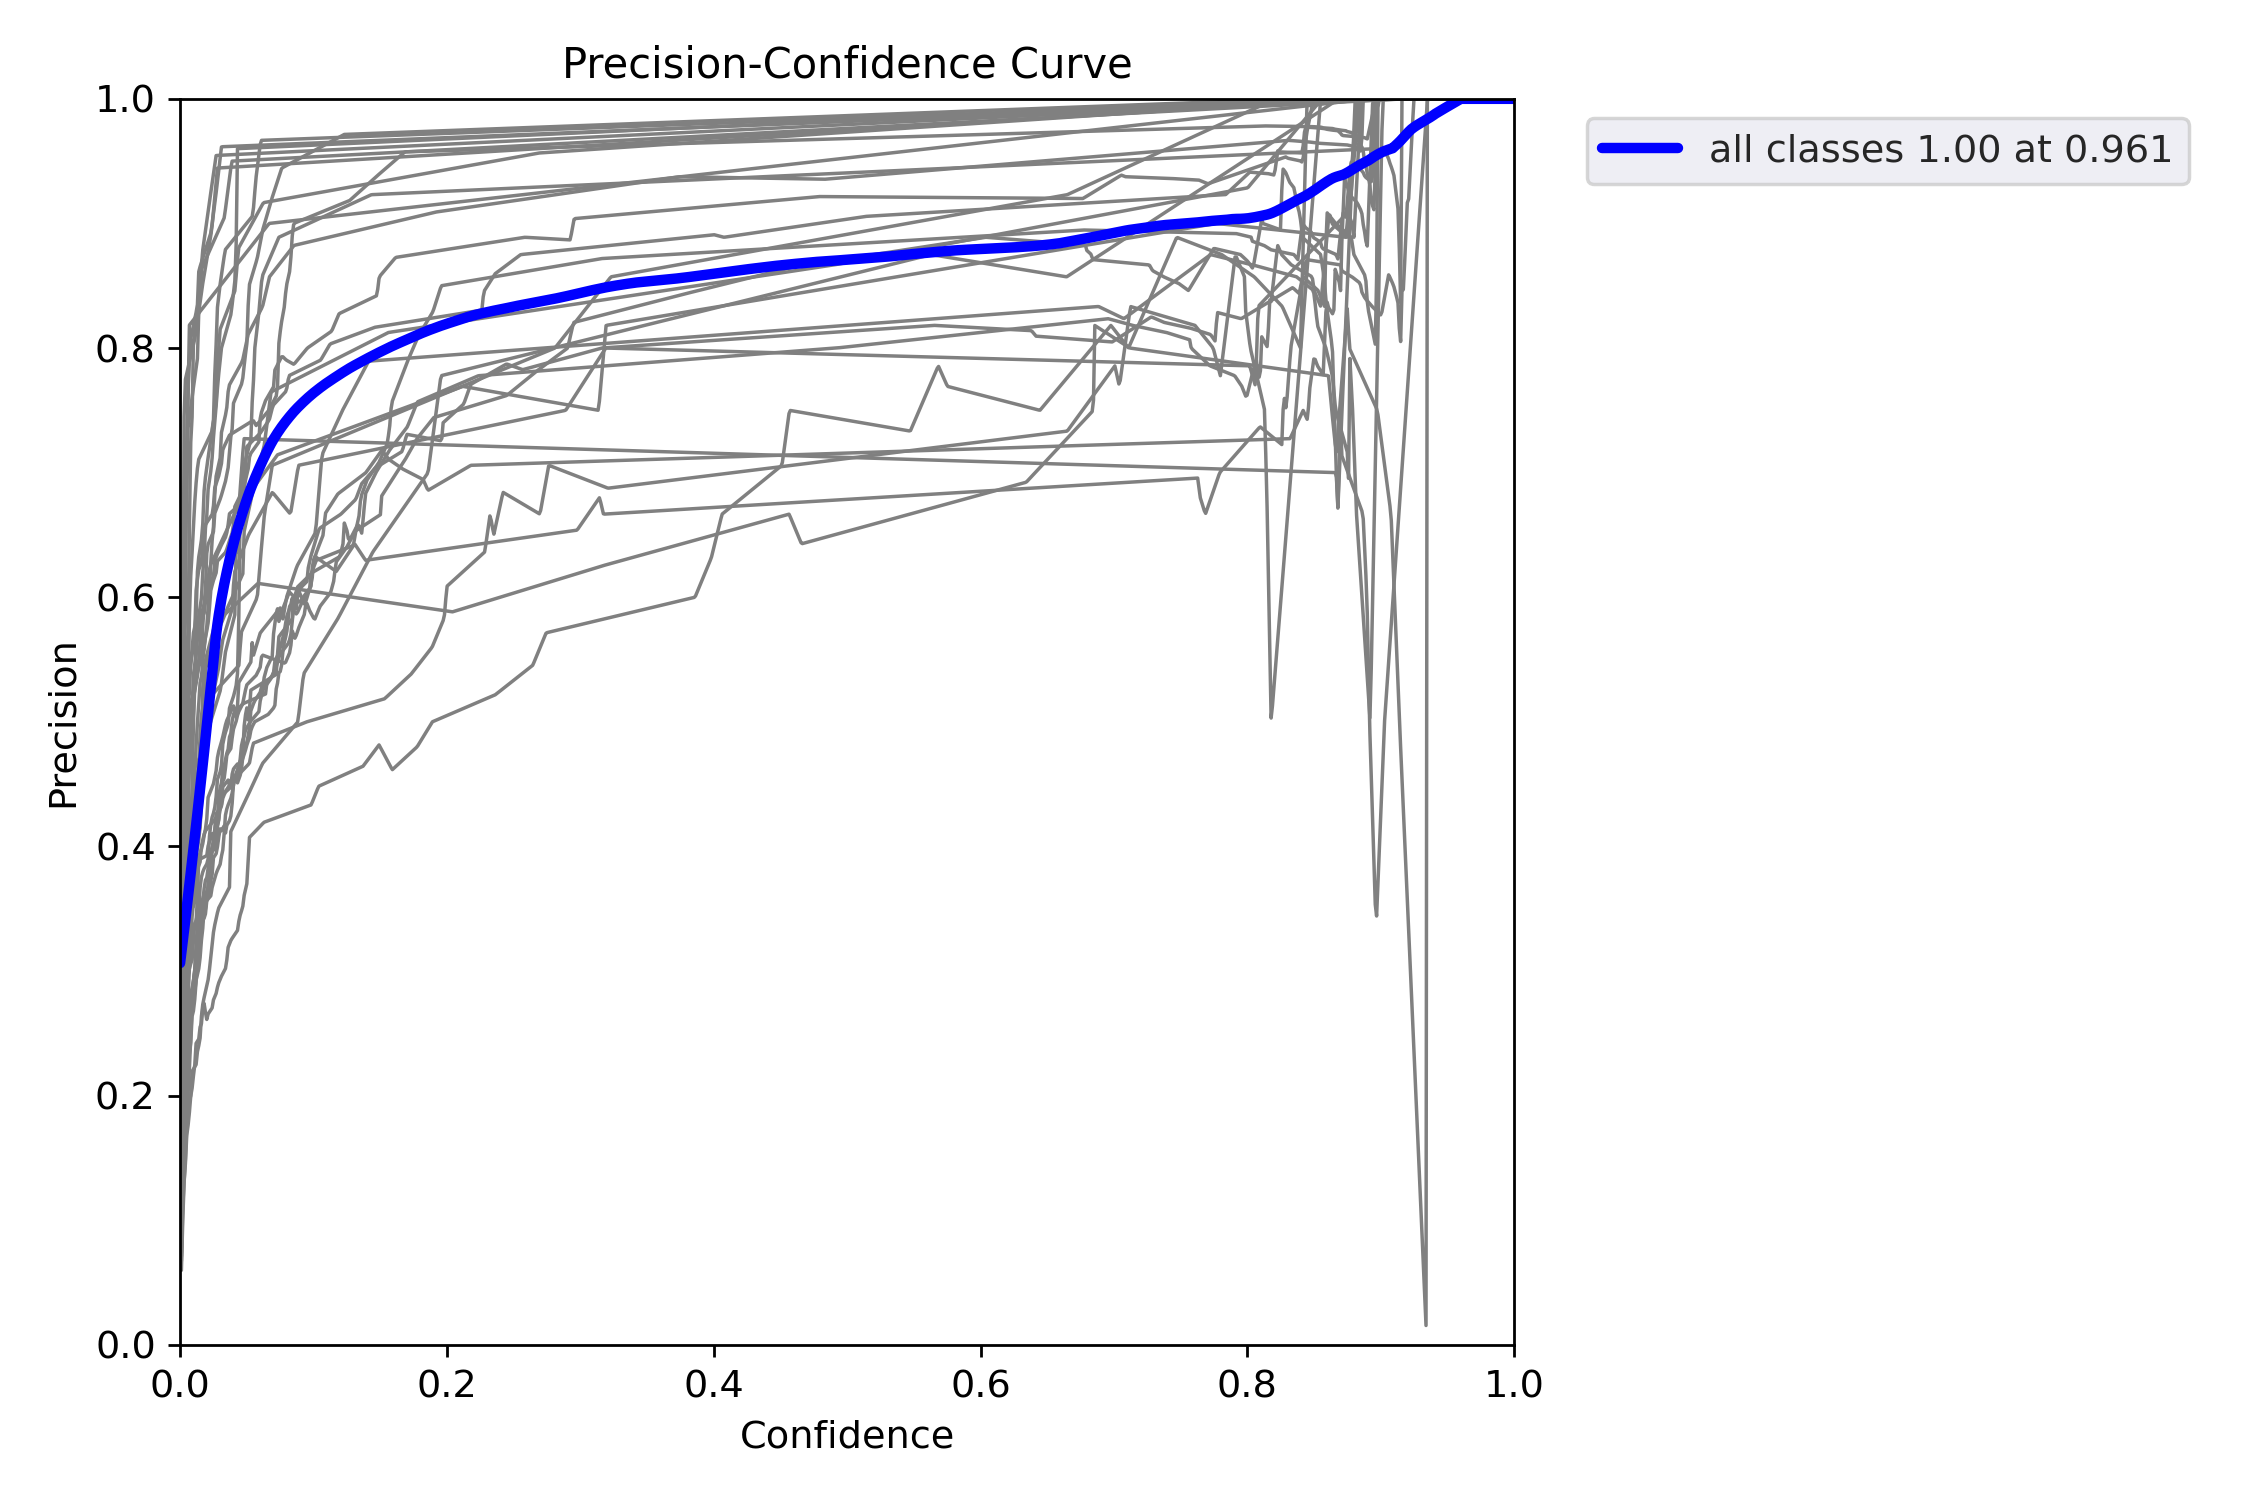 Precision-Confidence Curve
1.0
0.8
0.6
0.4
0.2
0.0
Precision
0.0 0.2 0.4 0.6 0.8 1.0
Confidence
all classes 1.00 at 0.961